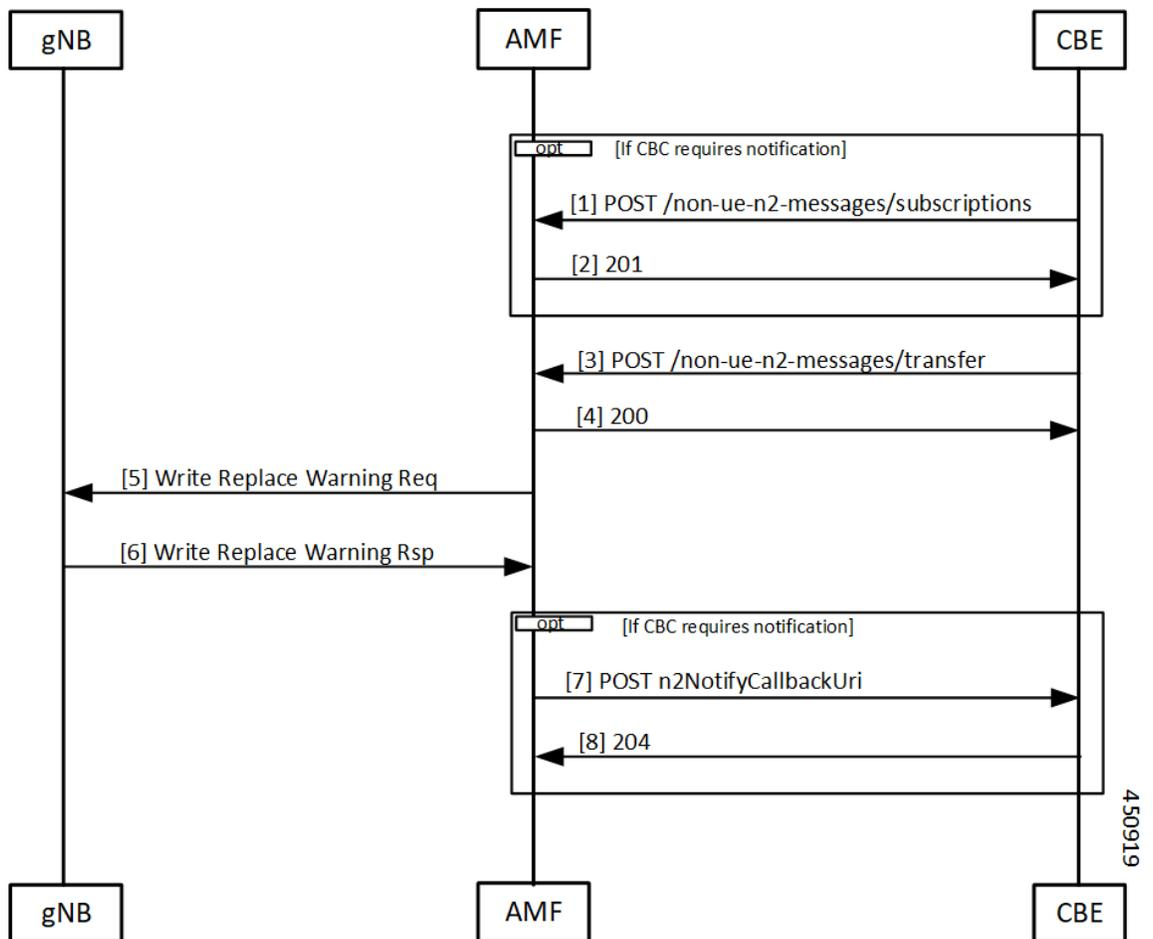 gNB
AMF
CBE
opt
[If CBC requires notification]
[1] POST /non-ue-n2-messages/subscriptions
[2] 201
[3] POST /non-ue-n2-messages/transfer
[4] 200
[5] Write Replace Warning Req
[6] Write Replace Warning Rsp
opt
[If CBC requires notification]
[7] POST n2NotifyCallbackUri
[8] 204
450919
gNB
AMF
CBE